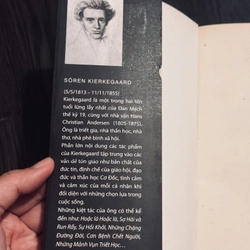 SÓREN KIERKEGAARD
(5/5/1813 – 11/11/1855)
Kierkegaard là một trong hai tên
tuổi lừng lẫy nhất của Đan Mạch
thế kỷ 19, cùng với nhà văn Hans
Christian Andersen (1805-1875).
Ông là triết gia, nhà thần học, nhà
thơ, nhà phê bình xã hội.
Phần lớn nội dung các tác phẩm
của Kierkegaard tập trung vào các
vấn đề tôn giáo như bản chất của
đức tin, định chế của giáo hội, đạo
đức và thần học Cơ Đốc, tình cảm
và cảm xúc của mỗi cá nhân khi
đối diện với những chọn lựa của
cuộc sống.
Những kiệt tác của ông có thể kể
như: Hoặc là Hoặc là, Sợ Hãi và
Run Rẩy, Sự Hồi Khởi, Những Chặng
Đường Đời, Cơn Bệnh Chết Người,
Những Mảnh Vụn Triết Học...